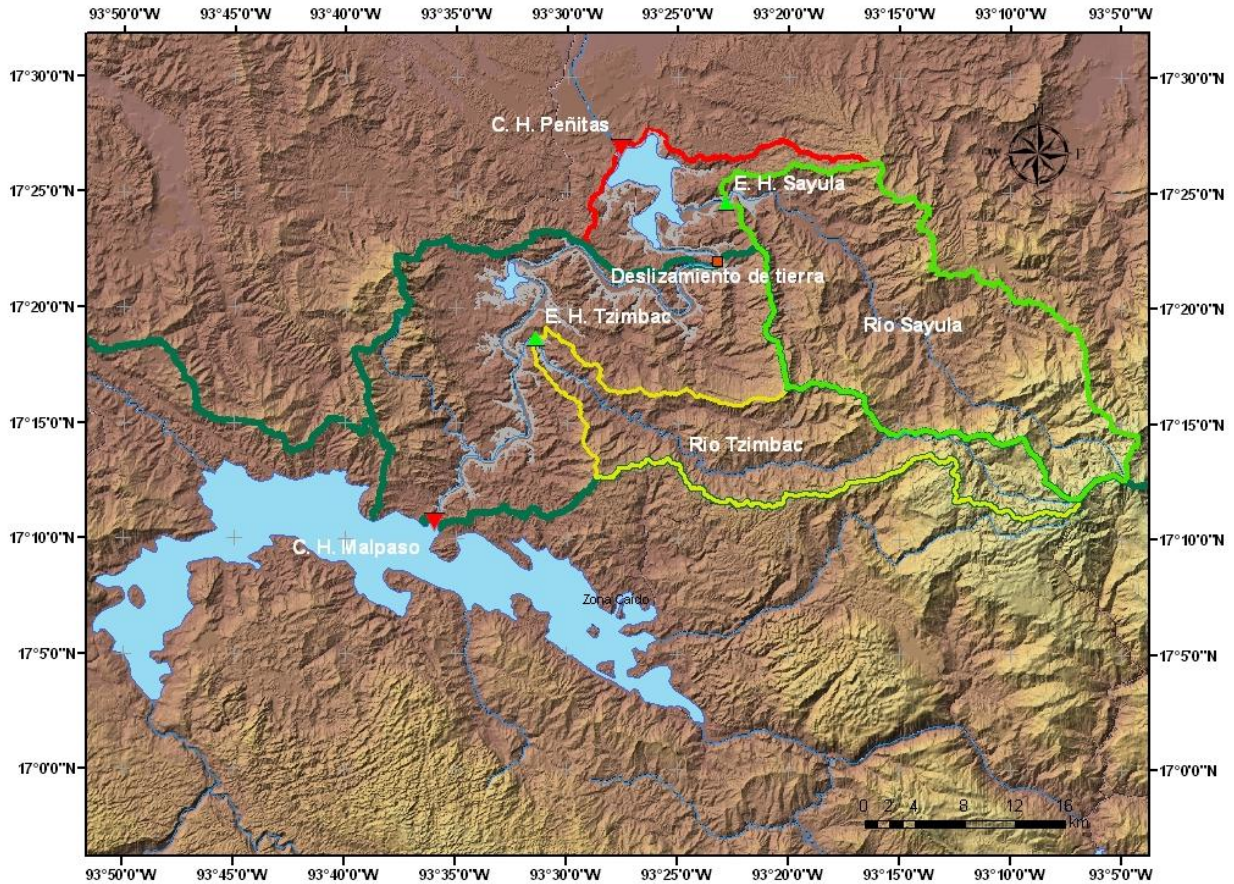 93°50'0"W 93°45'0"W 93°40'0"W 93°35'0"W 93°30'0"W 93°25'0"W 93°20'0"W 93°15'0"W 93°10'0"W 93°5'0"W
17°30'0"N 17°30'0"N
C. H. Peñitas
17°25'0"N 17°25'0"N
E. H. Sayula
Deslizamiento de tierra
17°20'0"N 17°20'0"N
E. H. Tzimbac
Rio Sayula
17°15'0"N 17°15'0"N
Rio Tzimbac
17°10'0"N 17°10'0"N
C. H. Malpaso
Zona Caído
17°5'0"N 17°5'0"N
17°0'0"N 17°0'0"N
0 2 4 8 12 16
km
93°50'0"W 93°45'0"W 93°40'0"W 93°35'0"W 93°30'0"W 93°25'0"W 93°20'0"W 93°15'0"W 93°10'0"W 93°5'0"W